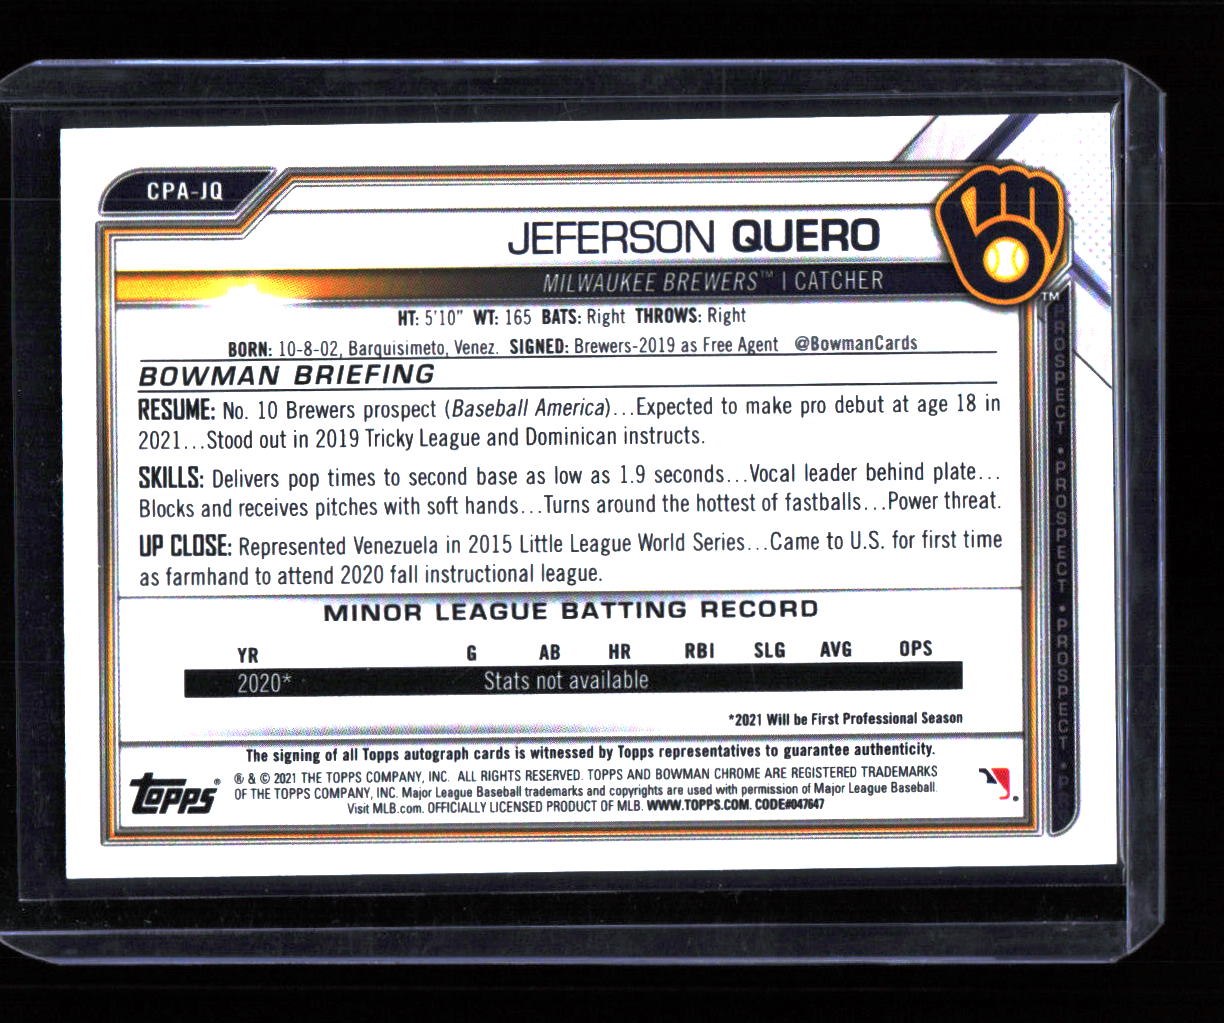 CPA-JQ
JEFERSON QUERO
MILWAUKEE BREWERS™ | CATCHER
HT: 5'10" WT: 165 BATS: Right THROWS: Right
BORN: 10-8-02, Barquisimeto, Venez. SIGNED: Brewers-2019 as Free Agent @BowmanCards
BOWMAN BRIEFING
RESUME: No. 10 Brewers prospect (Baseball America)...Expected to make pro debut at age 18 in
2021...Stood out in 2019 Tricky League and Dominican instructs.
SKILLS: Delivers pop times to second base as low as 1.9 seconds...Vocal leader behind plate...
Blocks and receives pitches with soft hands...Turns around the hottest of fastballs...Power threat.
UP CLOSE: Represented Venezuela in 2015 Little League World Series...Came to U.S. for first time
as farmhand to attend 2020 fall instructional league.
MINOR LEAGUE BATTING RECORD
YR G AB HR RBI SLG AVG OPS
2020* Stats not available
*2021 Will be First Professional Season
The signing of all Topps autograph cards is witnessed by Topps representatives to guarantee authenticity.
Topps®
® & © 2021 THE TOPPS COMPANY, INC. ALL RIGHTS RESERVED. TOPPS AND BOWMAN CHROME ARE REGISTERED TRADEMARKS
OF THE TOPPS COMPANY, INC. Major League Baseball trademarks and copyrights are used with permission of Major League Baseball.
Visit MLB.com. OFFICIALLY LICENSED PRODUCT OF MLB. WWW.TOPPS.COM. CODE#047647
TM
PROSPECT • PROSPECT • PROSPECT • PR